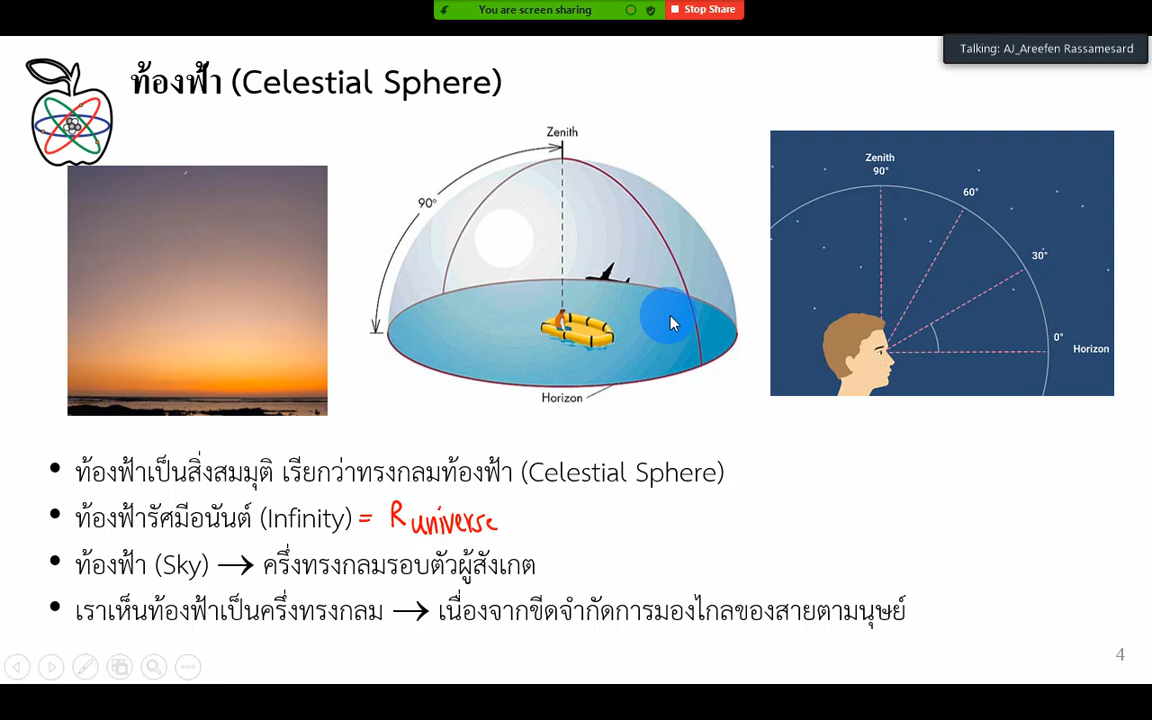 You are screen sharing
Stop Share
Talking: AJ_Areefen Rassamesard
ท้องฟ้า (Celestial Sphere)
Zenith
90°
Horizon
Zenith
90°
60°
30°
0°
Horizon
• ท้องฟ้าเป็นสิ่งสมมุติ เรียกว่าทรงกลมท้องฟ้า (Celestial Sphere)
• ท้องฟ้ารัศมีอนันต์ (Infinity) = R universe
• ท้องฟ้า (Sky) → ครึ่งทรงกลมรอบตัวผู้สังเกต
• เราเห็นท้องฟ้าเป็นครึ่งทรงกลม → เนื่องจากขีดจำกัดการมองไกลของสายตามนุษย์
4